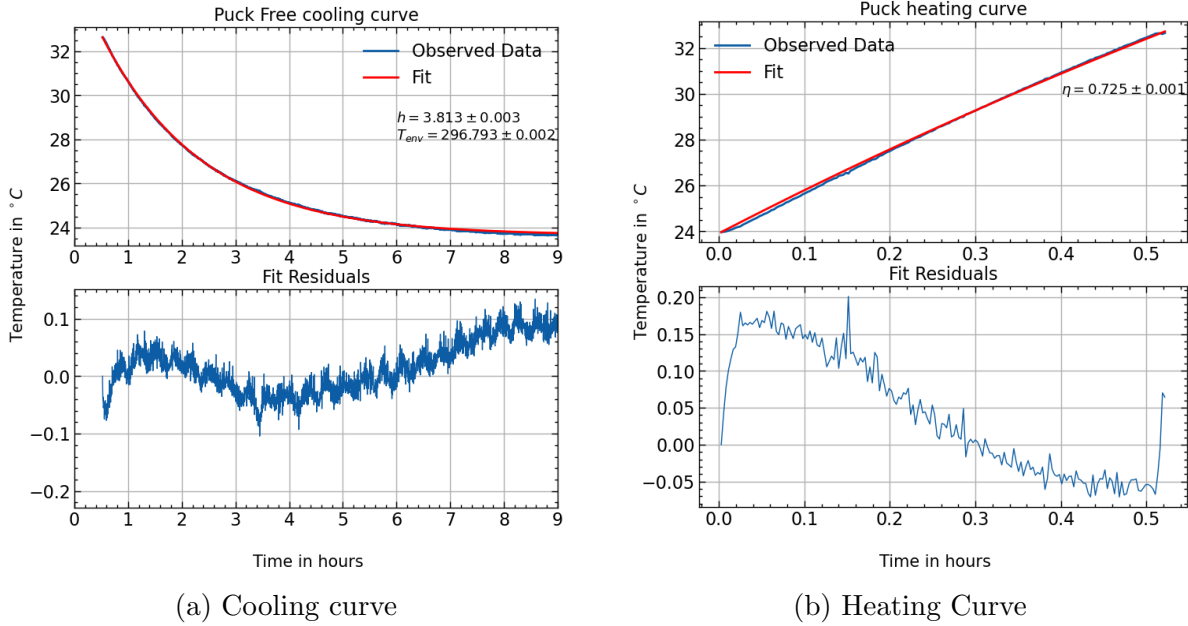 Puck Free cooling curve
32
30
28
26
24
Observed Data
Fit
h = 3.813 ± 0.003
T_env = 296.793 ± 0.002
0 1 2 3 4 5 6 7 8 9
Fit Residuals
0.1
0.0
−0.1
−0.2
0 1 2 3 4 5 6 7 8 9
Temperature in °C
Time in hours
(a) Cooling curve
Puck heating curve
32
30
28
26
24
Observed Data
Fit
η = 0.725 ± 0.001
0.0 0.1 0.2 0.3 0.4 0.5
Fit Residuals
0.20
0.15
0.10
0.05
0.00
−0.05
0.0 0.1 0.2 0.3 0.4 0.5
Temperature in °C
Time in hours
(b) Heating Curve